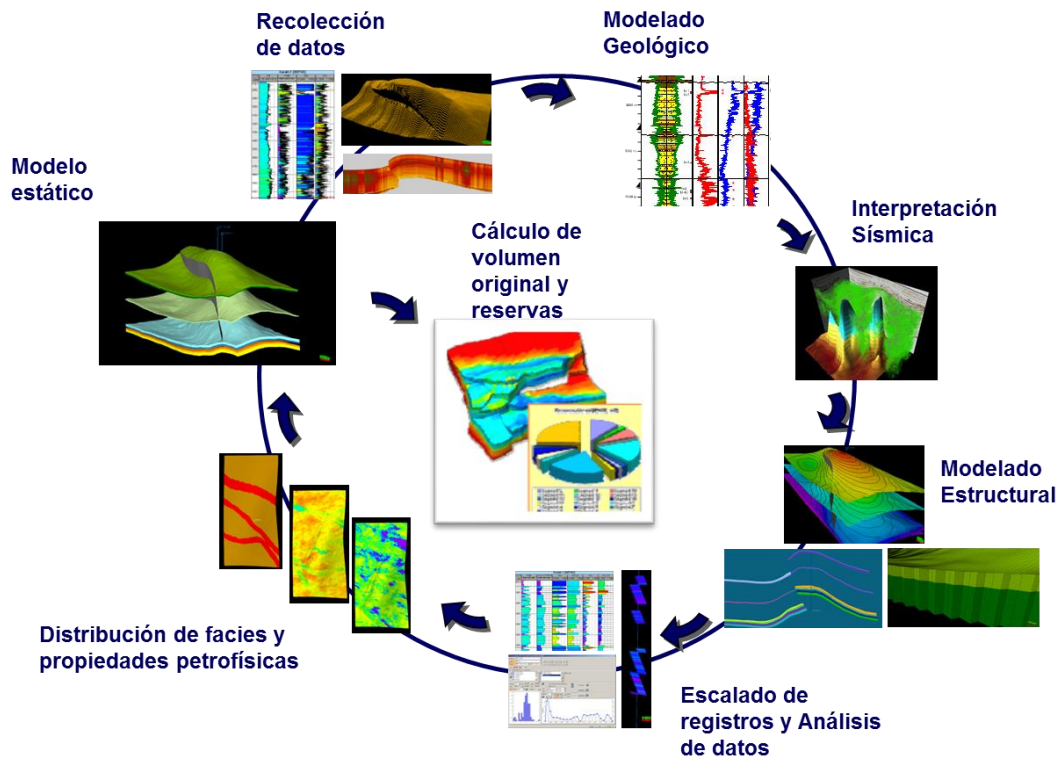 Recolección
de datos
Modelado
Geológico
Modelo
estático
Interpretación
Sísmica
Cálculo de
volumen
original y
reservas
Modelado
Estructural
Distribución de facies y
propiedades petrofísicas
Escalado de
registros y Análisis
de datos